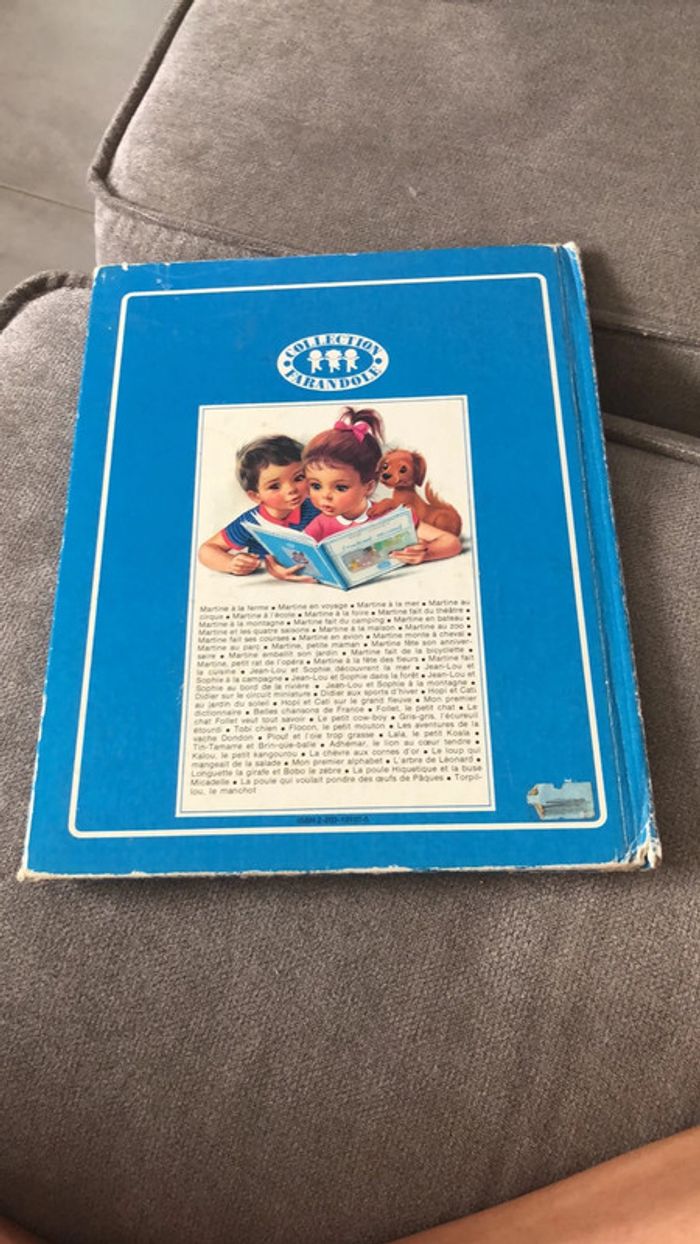 COLLECTION
FARANDOLE
Martine à la ferme • Martine en voyage • Martine à la mer • Martine au
cirque • Martine à l'école • Martine à la foire • Martine fait du théâtre •
Martine à la montagne • Martine fait du camping • Martine en bateau •
Martine et les quatre saisons • Martine à la maison • Martine au zoo •
Martine fait ses courses • Martine en avion • Martine monte à cheval •
Martine au parc • Martine, petite maman • Martine fête son anniver-
saire • Martine embellit son jardin • Martine fait de la bicyclette •
Martine, petit rat de l'opéra • Martine à la fête des fleurs • Martine fait
la cuisine • Jean-Lou et Sophie découvrent la mer • Jean-Lou et
Sophie à la campagne • Jean-Lou et Sophie dans la forêt • Jean-Lou et
Sophie au bord de la rivière • Jean-Lou et Sophie à la montagne •
Didier sur le circuit miniature • Didier aux sports d'hiver • Hopi et Cati
au jardin du soleil • Hopi et Cati sur le grand fleuve • Mon premier
dictionnaire • Belles chansons de France • Follet, le petit chat • Le
chat Follet veut tout savoir • Le petit cow-boy • Gris-gris, l'écureuil
étourdi • Tobi chien • Flocon, le petit mouton • Les aventures de la
vache Dondon • Plouf et l'oie trop grasse • Lala, le petit Koala •
Tin-Tamarre et Brin-que-balle • Adhémar, le lion au cœur tendre •
Kalou, le petit kangourou • La chèvre aux cornes d'or • Le loup qui
mangeait de la salade • Mon premier alphabet • L'arbre de Léonard •
Longuette la girafe et Bobo le zèbre • La poule Hiquetique et la buse
Micadelle • La poule qui voulait pondre des œufs de Pâques • Torpil-
lou, le manchot